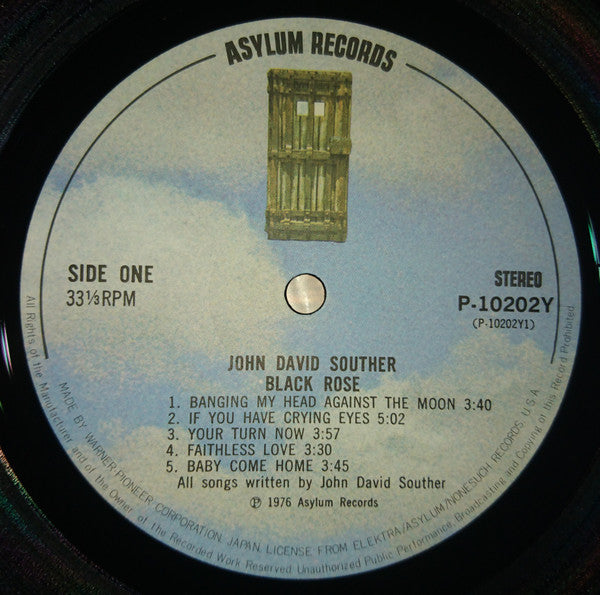 ASYLUM RECORDS
SIDE ONE
33⅓RPM
STEREO
P-10202Y
(P-10202Y1)
JOHN DAVID SOUTHER
BLACK ROSE
1. BANGING MY HEAD AGAINST THE MOON 3:40
2. IF YOU HAVE CRYING EYES 5:02
3. YOUR TURN NOW 3:57
4. FAITHLESS LOVE 3:30
5. BABY COME HOME 3:45
All songs written by John David Souther
Ⓟ 1976 Asylum Records
MADE BY WARNER-PIONEER CORPORATION, JAPAN, LICENSE FROM ELEKTRA/ASYLUM/NONESUCH RECORDS, U.S.A.
All Rights of the Manufacturer and of the Owner of the Recorded Work Reserved Unauthorized Public Performance Broadcasting and Copying of this Record Prohibited